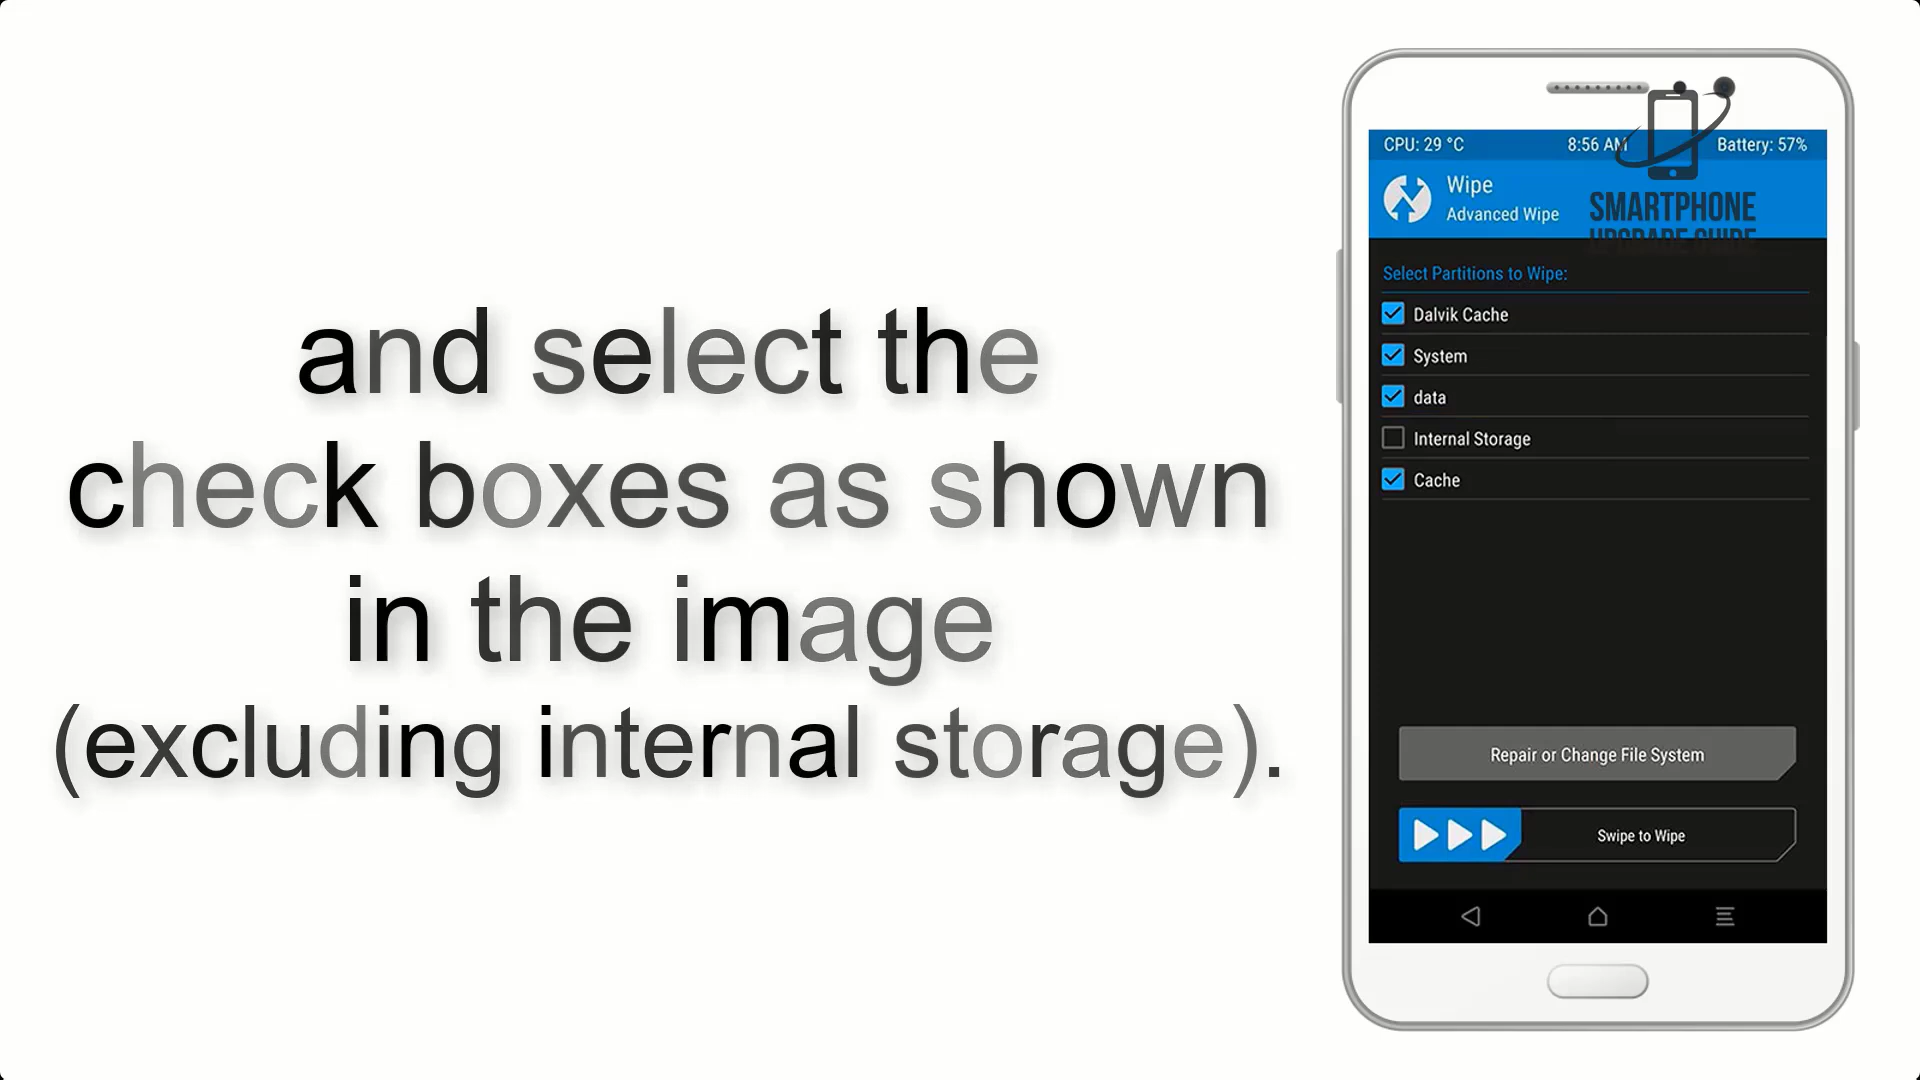 and select the
check boxes as shown
in the image
(excluding internal storage).
CPU: 29 °C 8:56 AM Battery: 57%
Wipe
Advanced Wipe
SMARTPHONE
UPGRADE GUIDE
Select Partitions to Wipe:
Dalvik Cache
System
data
Internal Storage
Cache
Repair or Change File System
Swipe to Wipe